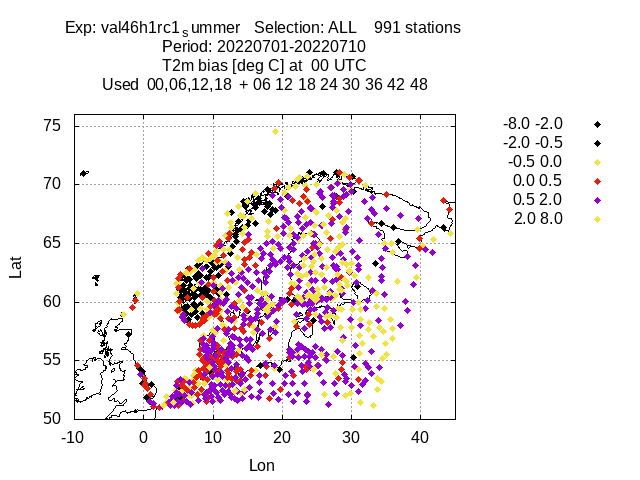 Exp: val46h1rc1summer Selection: ALL 991 stations
Period: 20220701-20220710
T2m bias [deg C] at 00 UTC
Used 00,06,12,18 + 06 12 18 24 30 36 42 48
-8.0 -2.0
-2.0 -0.5
-0.5 0.0
0.0 0.5
0.5 2.0
2.0 8.0
75
70
65
60
55
50
Lat
-10 0 10 20 30 40
Lon